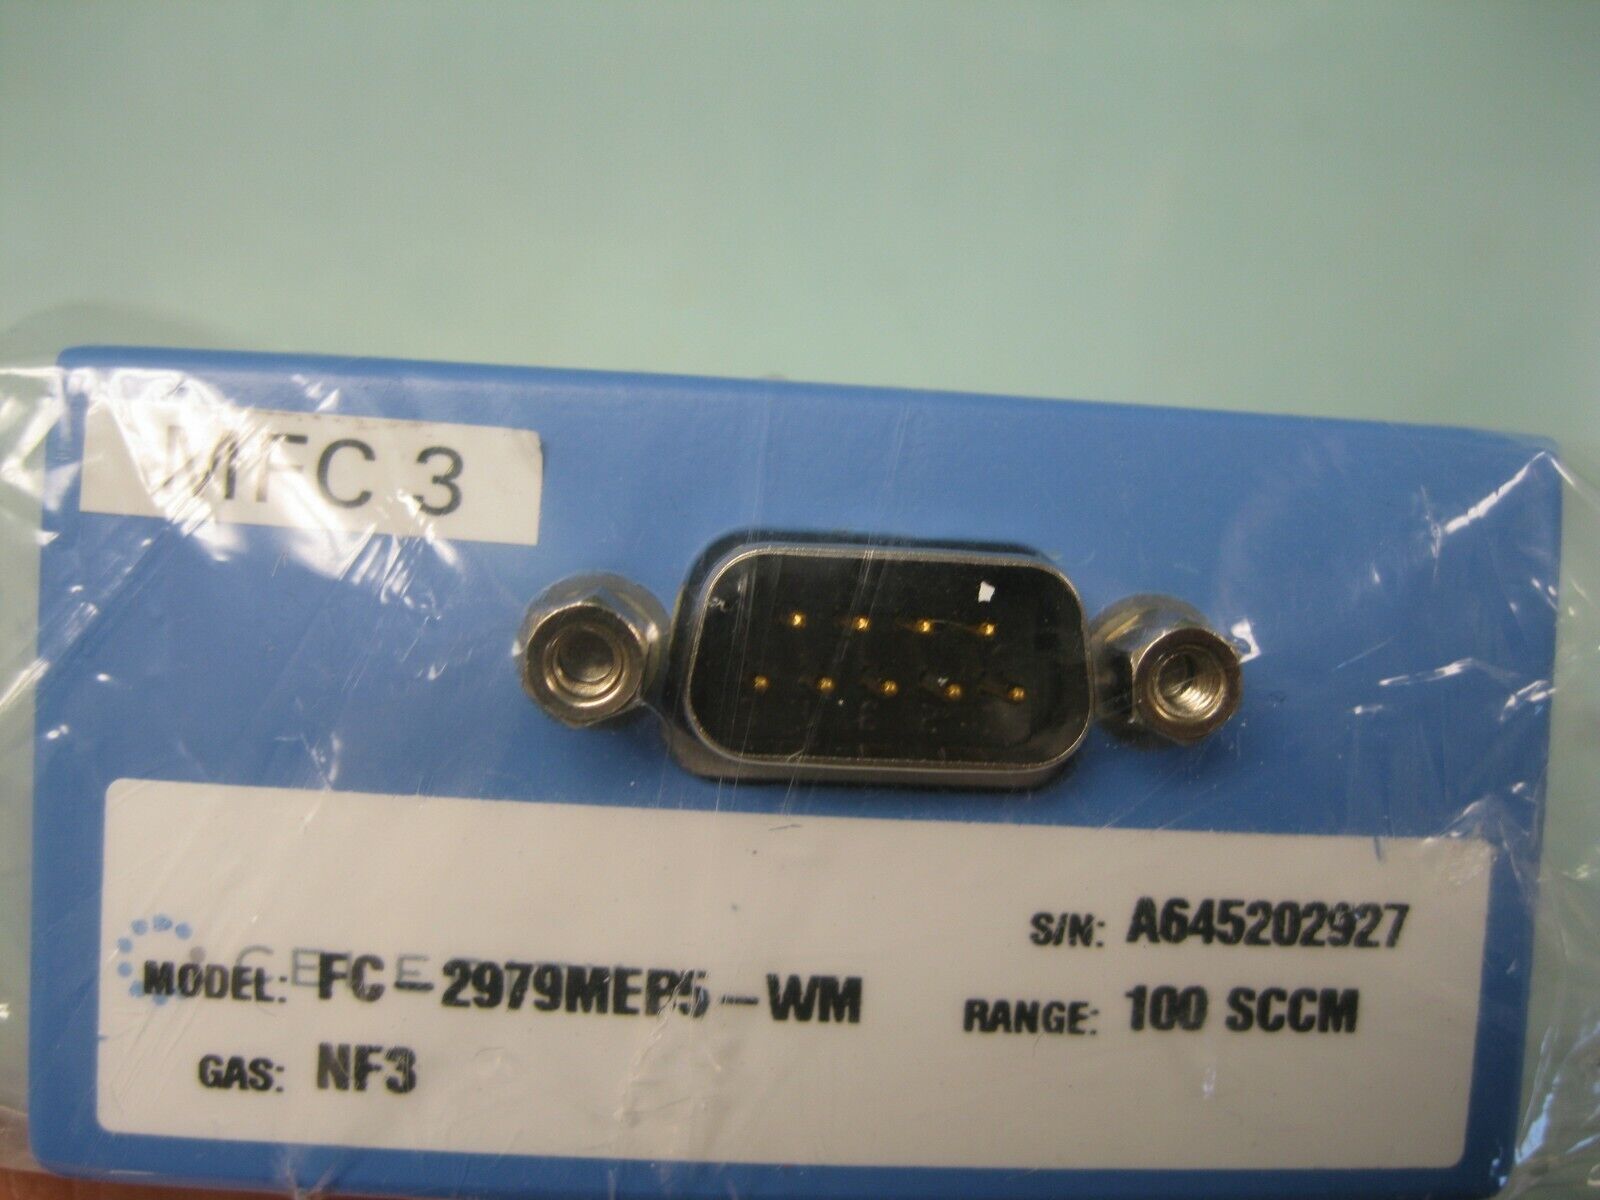 MFC 3
S/N: A645202927
MODEL: FC-2979MEP5-WM
RANGE: 100 SCCM
GAS: NF3